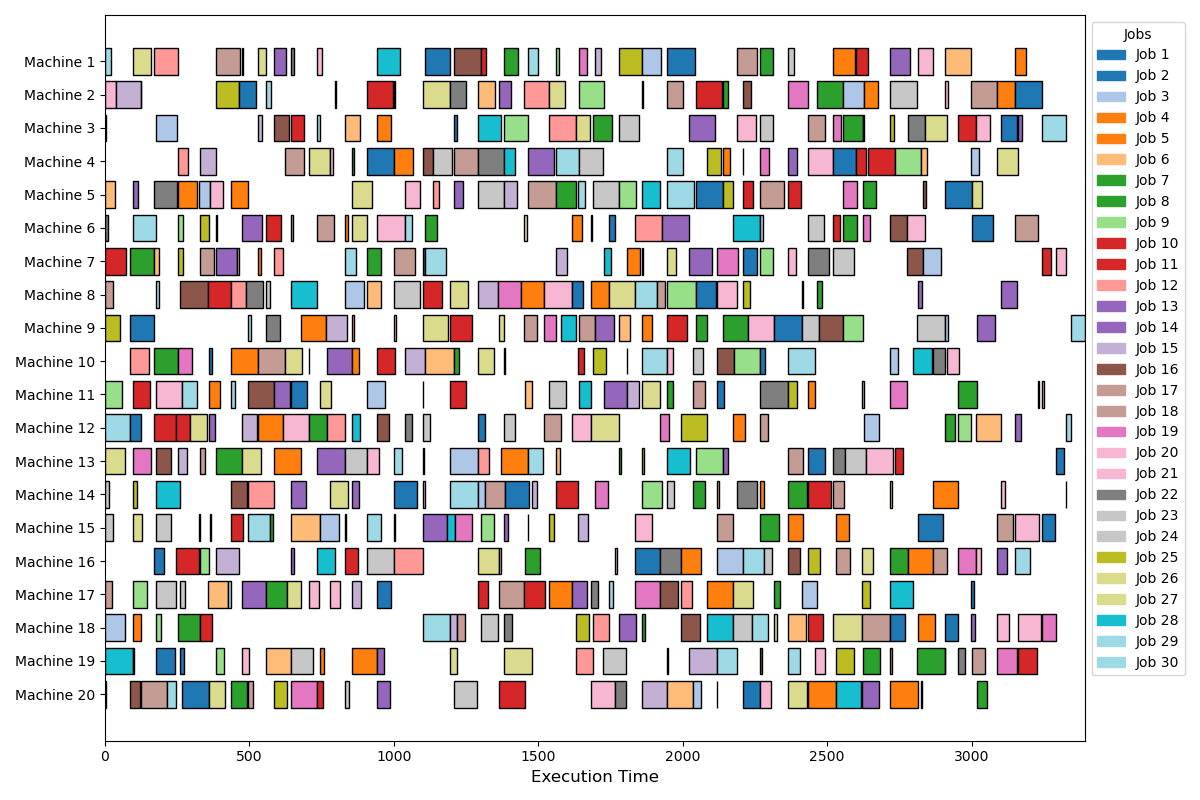 Machine 1
Machine 2
Machine 3
Machine 4
Machine 5
Machine 6
Machine 7
Machine 8
Machine 9
Machine 10
Machine 11
Machine 12
Machine 13
Machine 14
Machine 15
Machine 16
Machine 17
Machine 18
Machine 19
Machine 20
0 500 1000 1500 2000 2500 3000
Execution Time
Jobs
Job 1
Job 2
Job 3
Job 4
Job 5
Job 6
Job 7
Job 8
Job 9
Job 10
Job 11
Job 12
Job 13
Job 14
Job 15
Job 16
Job 17
Job 18
Job 19
Job 20
Job 21
Job 22
Job 23
Job 24
Job 25
Job 26
Job 27
Job 28
Job 29
Job 30